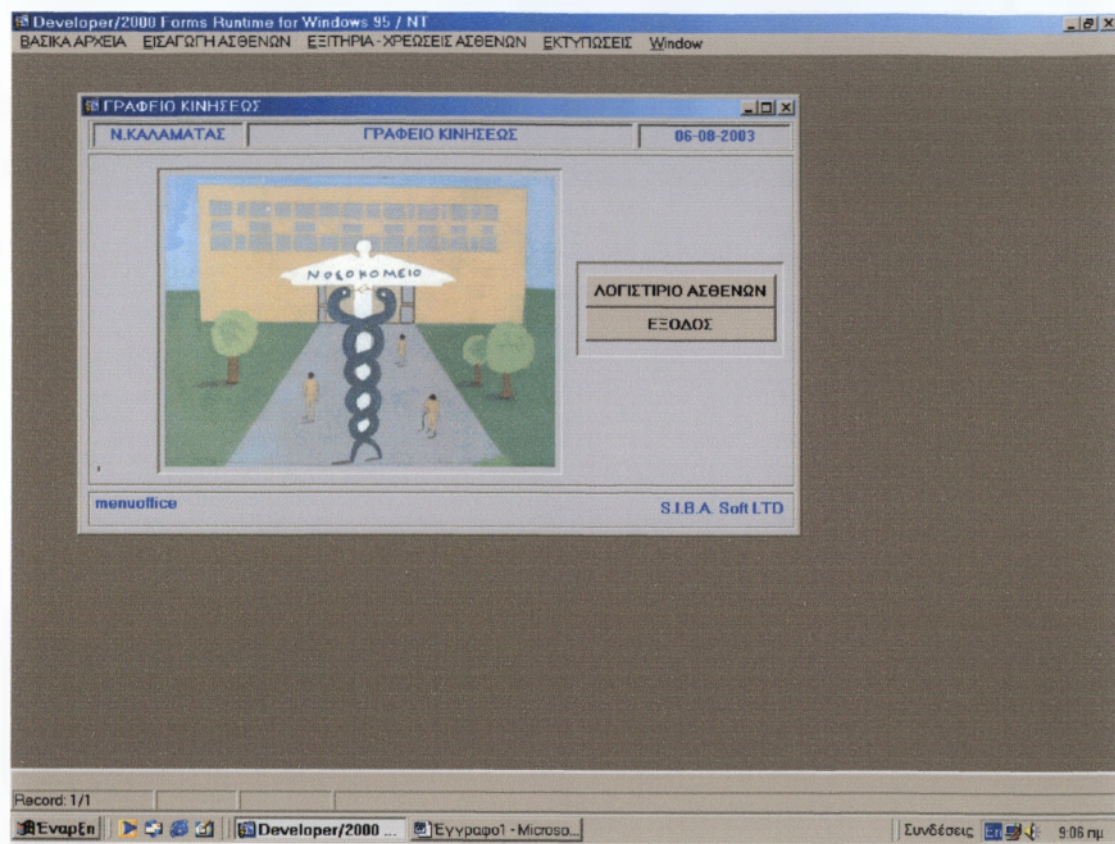 Developer/2000 Forms Runtime for Windows 95 / NT
ΒΑΣΙΚΑ ΑΡΧΕΙΑ ΕΙΣΑΓΩΓΗ ΑΣΘΕΝΩΝ ΕΞΙΤΗΡΙΑ - ΧΡΕΩΣΕΙΣ ΑΣΘΕΝΩΝ ΕΚΤΥΠΩΣΕΙΣ Window
ΓΡΑΦΕΙΟ ΚΙΝΗΣΕΩΣ
Ν.ΚΑΛΑΜΑΤΑΣ ΓΡΑΦΕΙΟ ΚΙΝΗΣΕΩΣ 06-08-2003
ΝΟΣΟΚΟΜΕΙΟ
ΛΟΓΙΣΤΙΡΙΟ ΑΣΘΕΝΩΝ
ΕΞΟΔΟΣ
menuoffice S.I.B.A. Soft LTD
Record: 1/1
Έναρξη Developer/2000 ... Έγγραφο1 - Microso... Συνδέσεις En 9:06 πμ